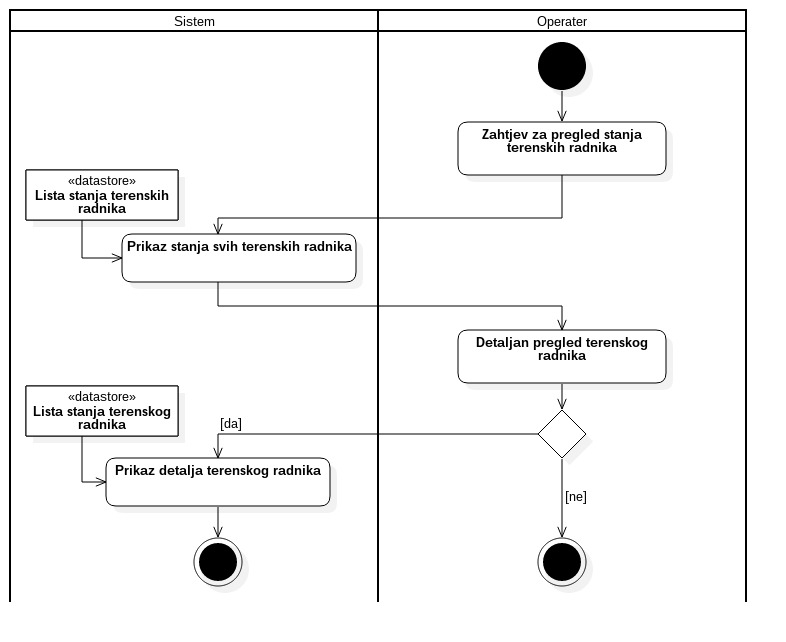 Sistem
Operater
Zahtjev za pregled stanja
terenskih radnika
«datastore»
Lista stanja terenskih
radnika
Prikaz stanja svih terenskih radnika
Detaljan pregled terenskog
radnika
«datastore»
Lista stanja terenskog
radnika
[da]
Prikaz detalja terenskog radnika
[ne]